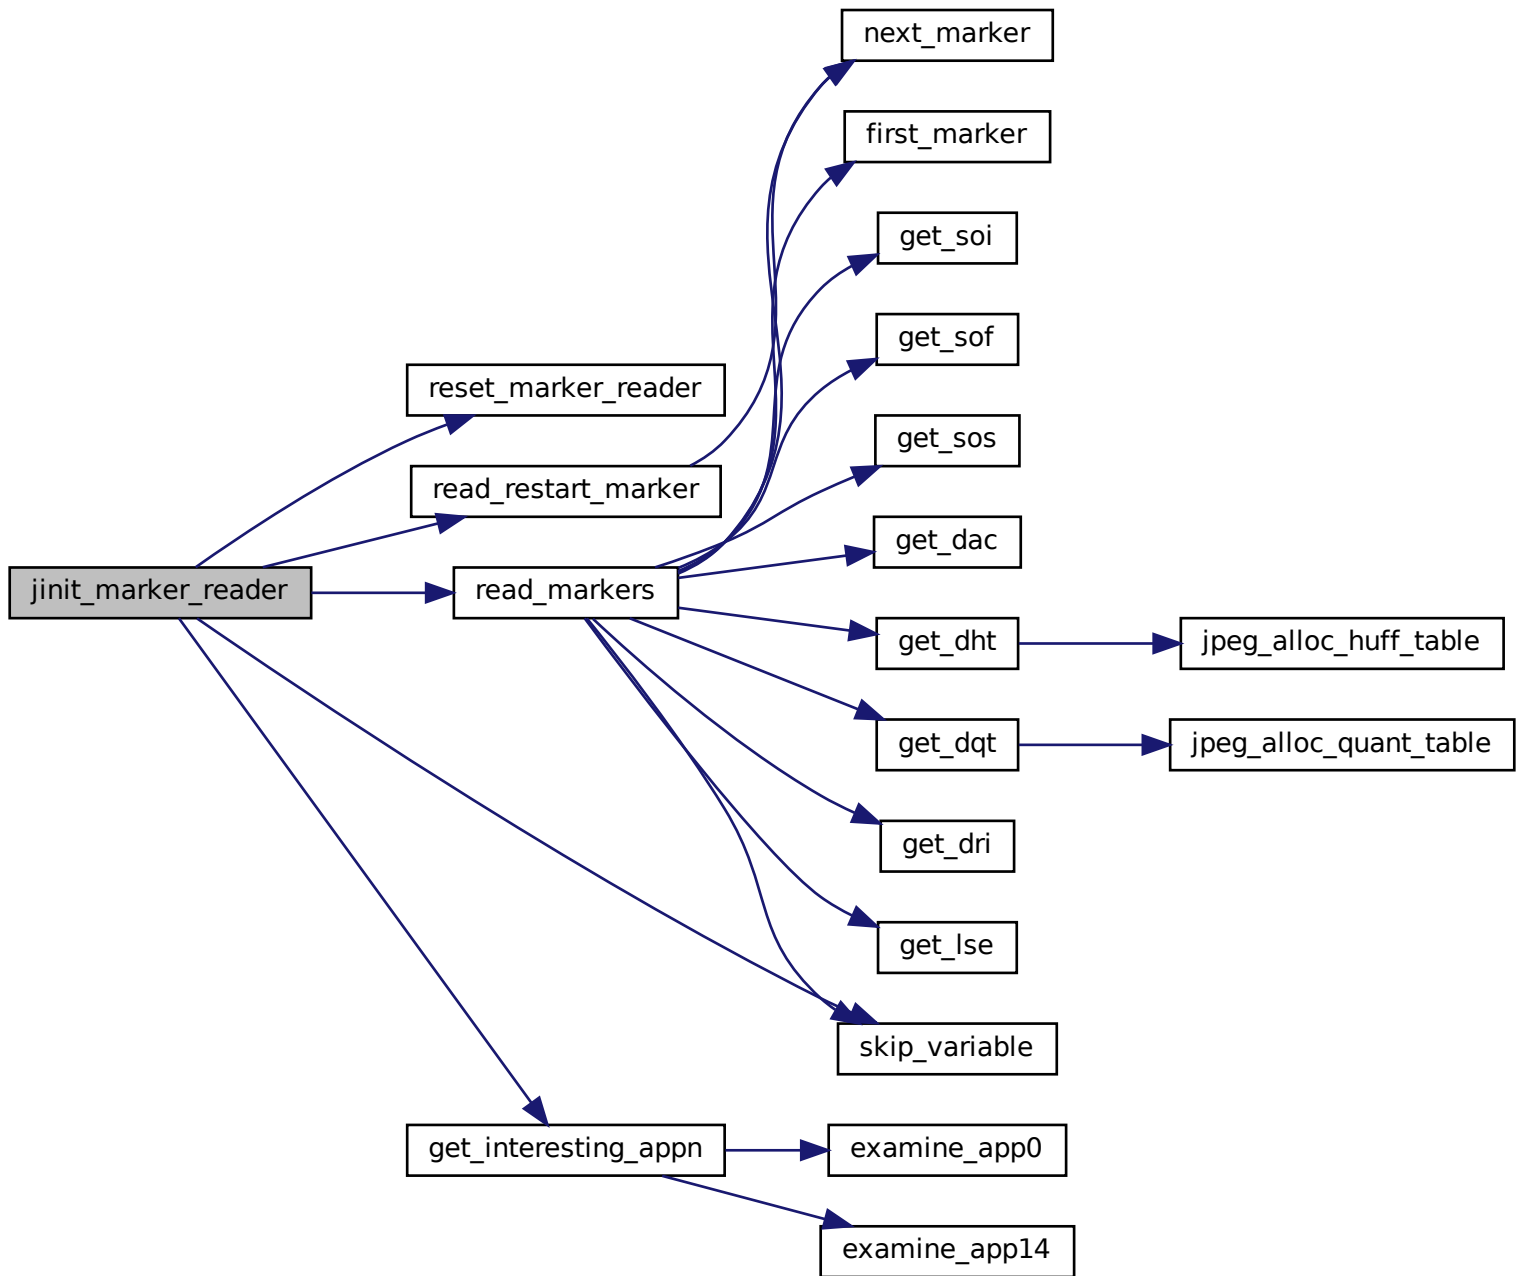 next_marker
first_marker
get_soi
get_sof
reset_marker_reader
get_sos
read_restart_marker
get_dac
jinit_marker_reader
read_markers
get_dht
jpeg_alloc_huff_table
get_dqt
jpeg_alloc_quant_table
get_dri
get_lse
skip_variable
get_interesting_appn
examine_app0
examine_app14